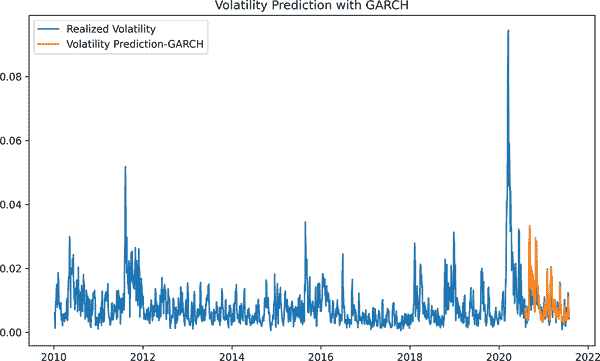 Volatility Prediction with GARCH
Realized Volatility
Volatility Prediction-GARCH
0.08
0.06
0.04
0.02
0.00
2010 2012 2014 2016 2018 2020 2022